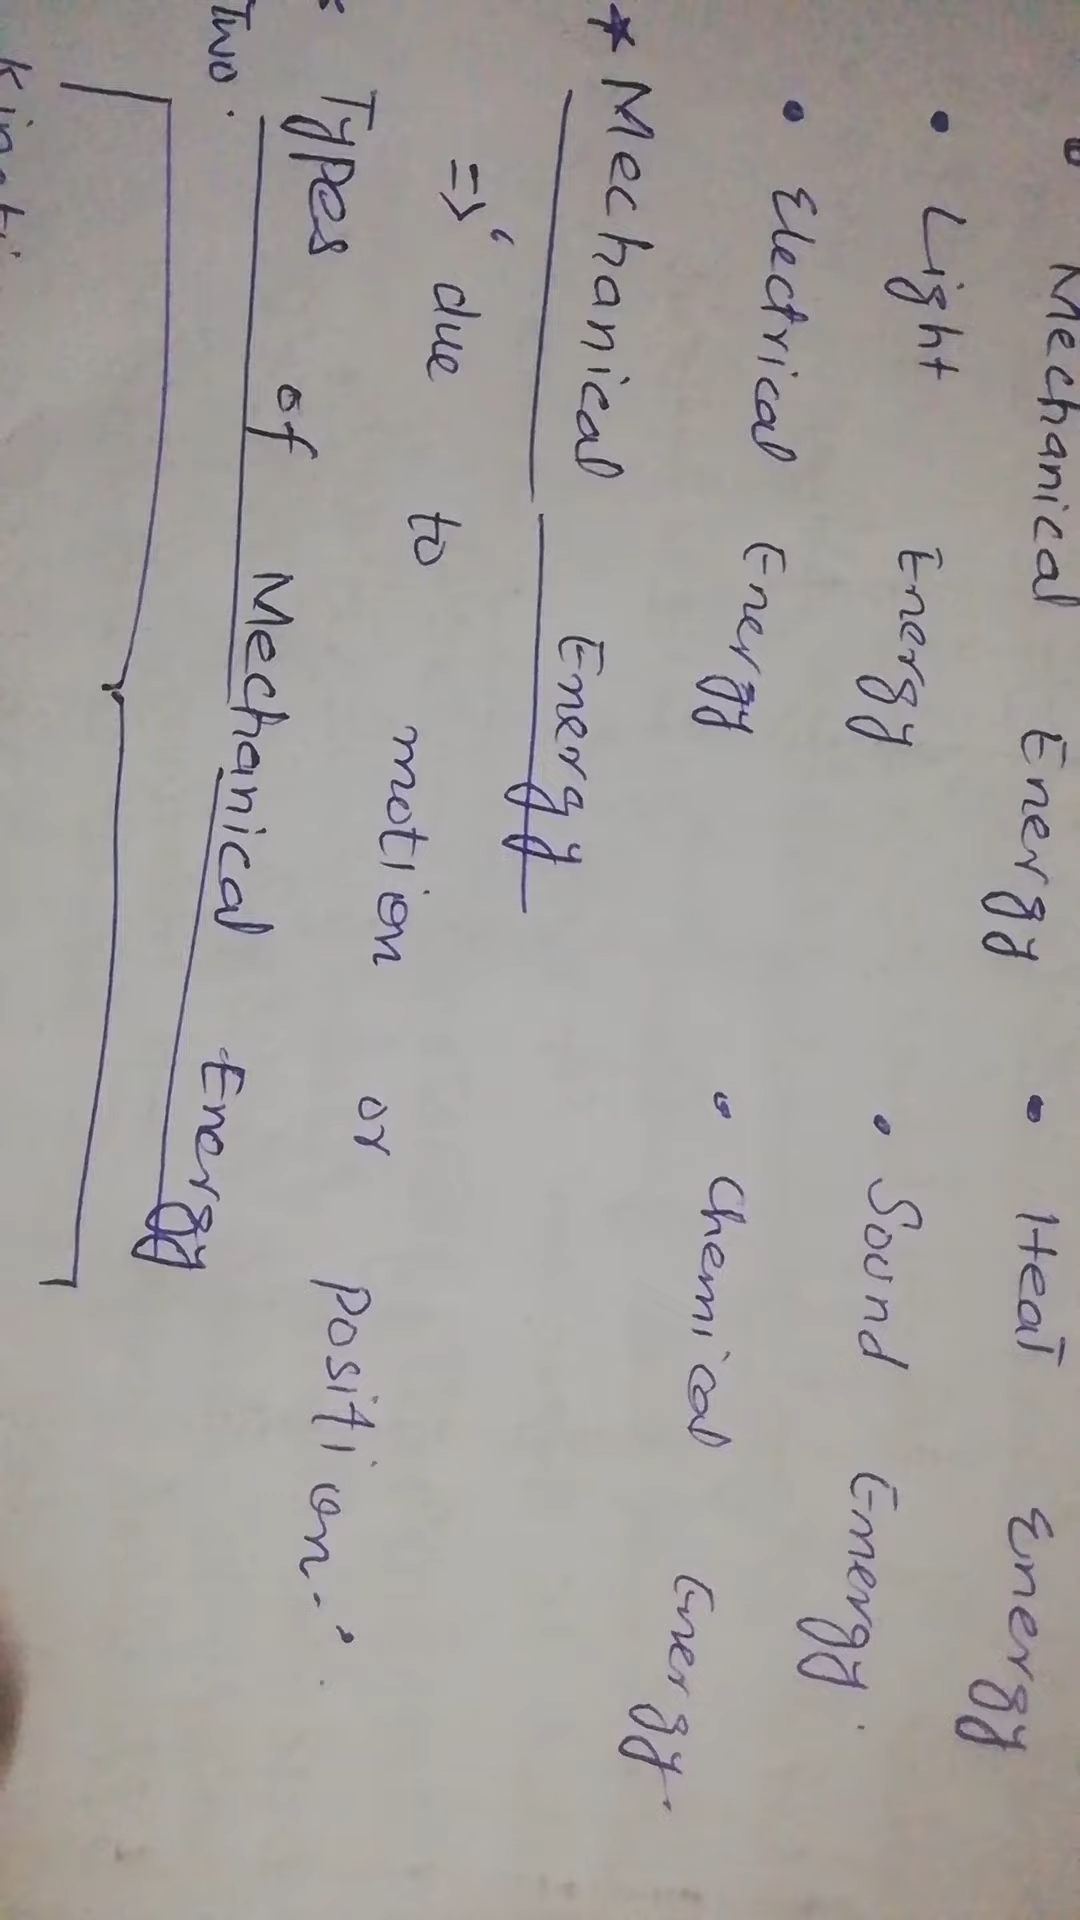 • Mechanical Energy • Heat Energy
• Light Energy • Sound Energy.
• Electrical Energy • Chemical Energy.
* Mechanical Energy
=> ‘ due to motion or position.’
: Types of Mechanical Energy
Two.